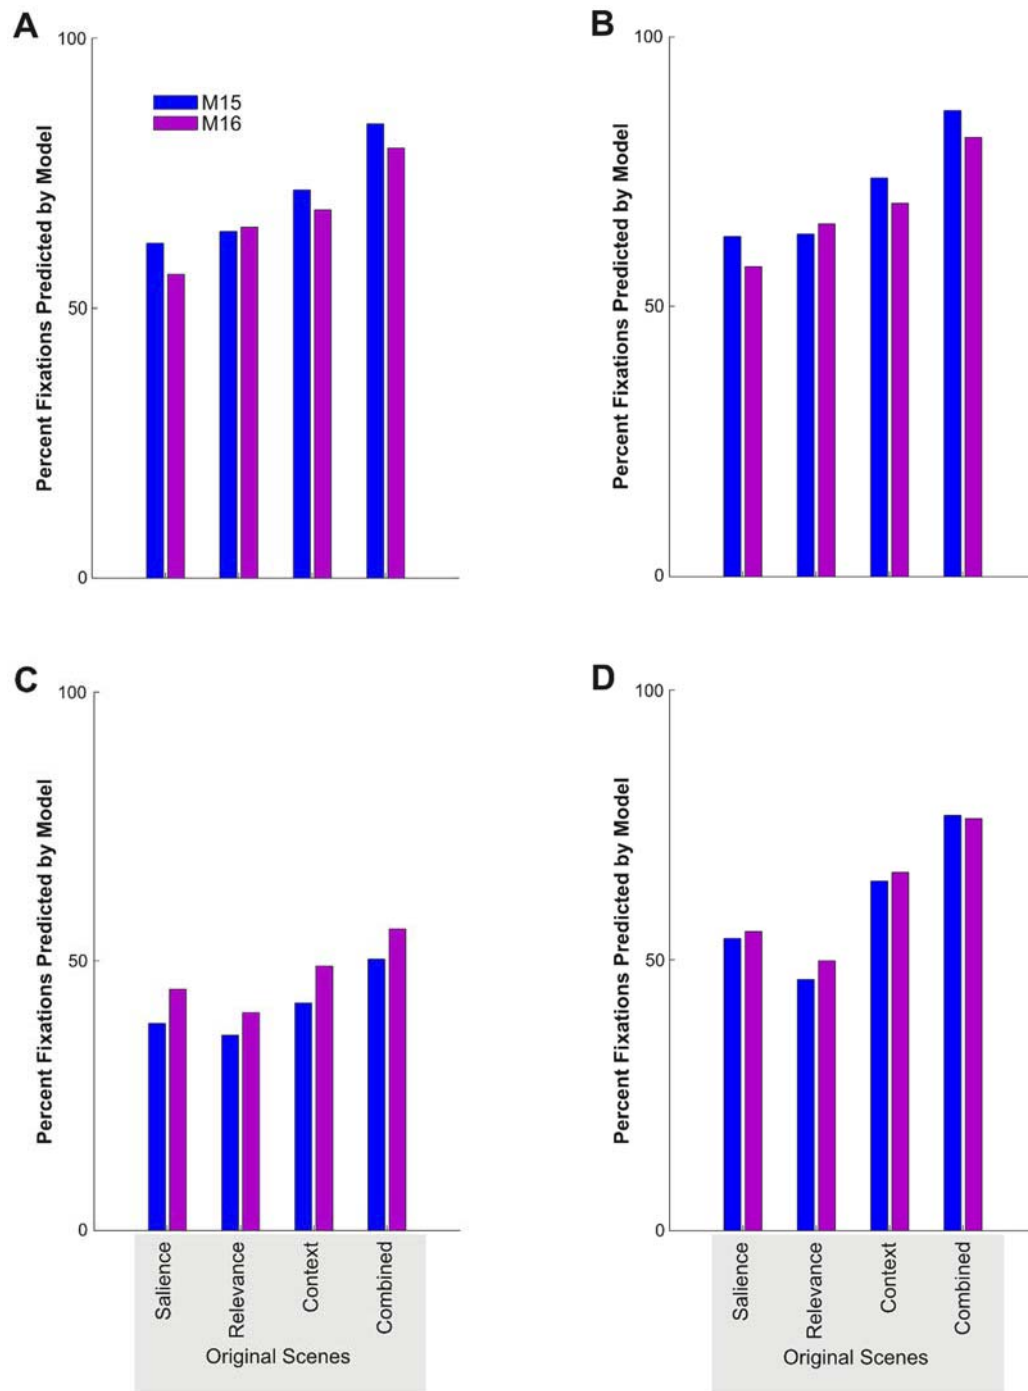 A
100
M15
M16
50
0
Percent Fixations Predicted by Model
B
100
50
0
Percent Fixations Predicted by Model
C
100
50
0
Percent Fixations Predicted by Model
Salience
Relevance
Context
Combined
Original Scenes
D
100
50
0
Percent Fixations Predicted by Model
Salience
Relevance
Context
Combined
Original Scenes